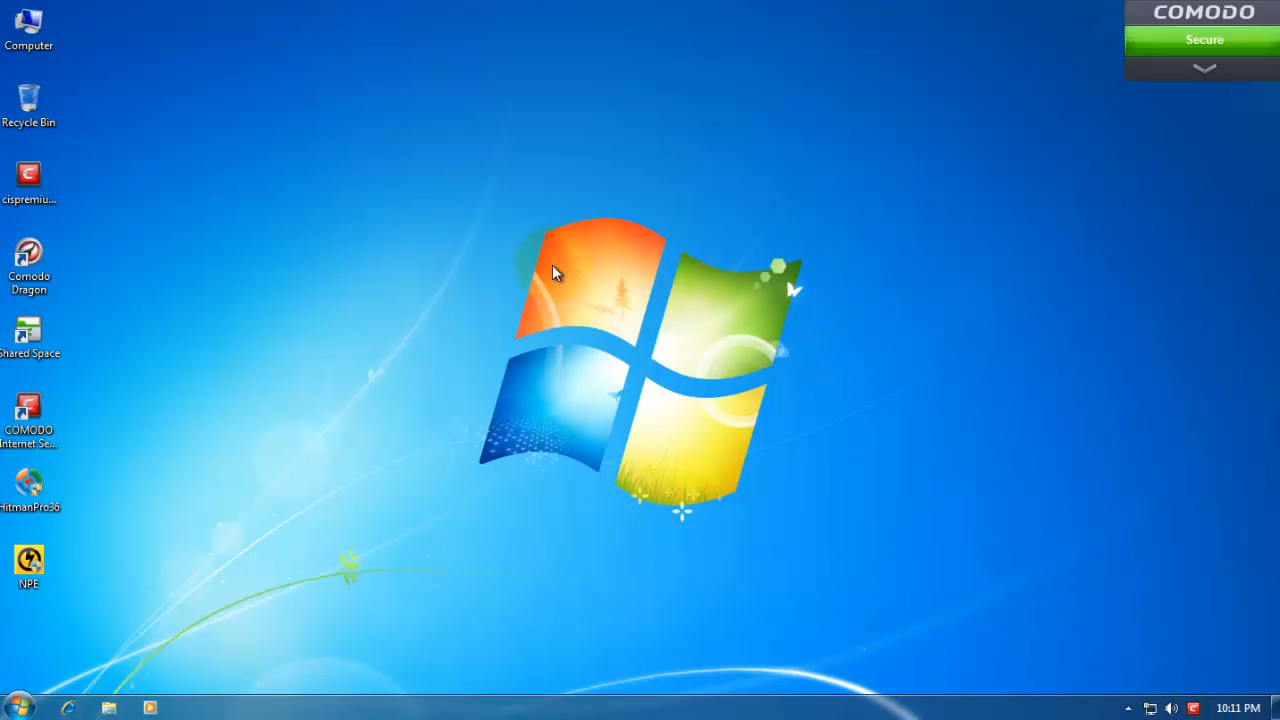 COMODO
Secure
Computer
Recycle Bin
cispremiu...
Comodo
Dragon
Shared Space
COMODO
Internet Se...
HitmanPro36
NPE
10:11 PM